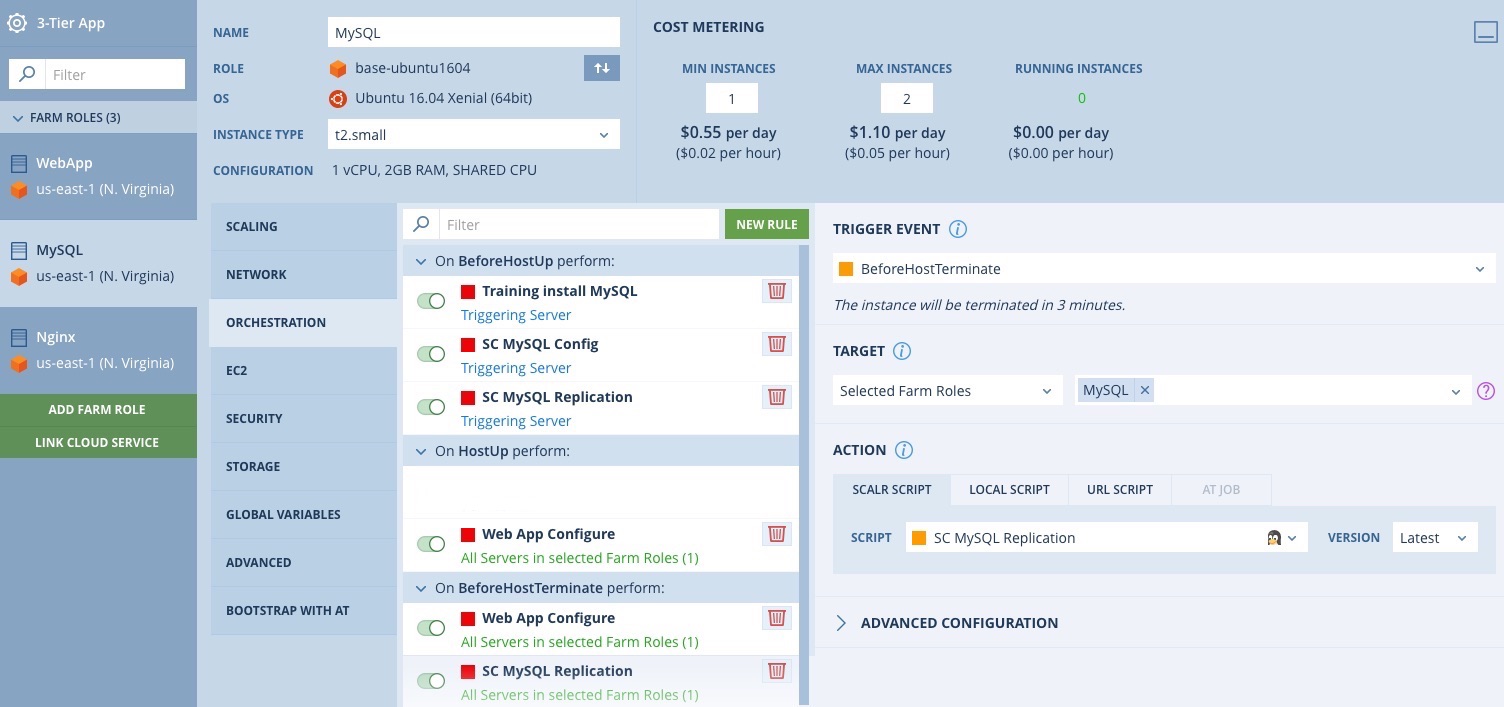 3-Tier App
Filter
FARM ROLES (3)
WebApp
us-east-1 (N. Virginia)
MySQL
us-east-1 (N. Virginia)
Nginx
us-east-1 (N. Virginia)
ADD FARM ROLE
LINK CLOUD SERVICE
NAME MySQL
ROLE base-ubuntu1604
OS Ubuntu 16.04 Xenial (64bit)
INSTANCE TYPE t2.small
CONFIGURATION 1 vCPU, 2GB RAM, SHARED CPU
COST METERING
MIN INSTANCES MAX INSTANCES RUNNING INSTANCES
1 2 0
$0.55 per day $1.10 per day $0.00 per day
($0.02 per hour) ($0.05 per hour) ($0.00 per hour)
SCALING
NETWORK
ORCHESTRATION
EC2
SECURITY
STORAGE
GLOBAL VARIABLES
ADVANCED
BOOTSTRAP WITH AT
Filter NEW RULE
On BeforeHostUp perform:
Training install MySQL
Triggering Server
SC MySQL Config
Triggering Server
SC MySQL Replication
Triggering Server
On HostUp perform:
Web App Configure
All Servers in selected Farm Roles (1)
On BeforeHostTerminate perform:
Web App Configure
All Servers in selected Farm Roles (1)
SC MySQL Replication
All Servers in selected Farm Roles (1)
TRIGGER EVENT i
BeforeHostTerminate
The instance will be terminated in 3 minutes.
TARGET i
Selected Farm Roles MySQL × ?
ACTION i
SCALR SCRIPT LOCAL SCRIPT URL SCRIPT AT JOB
SCRIPT SC MySQL Replication VERSION Latest
ADVANCED CONFIGURATION